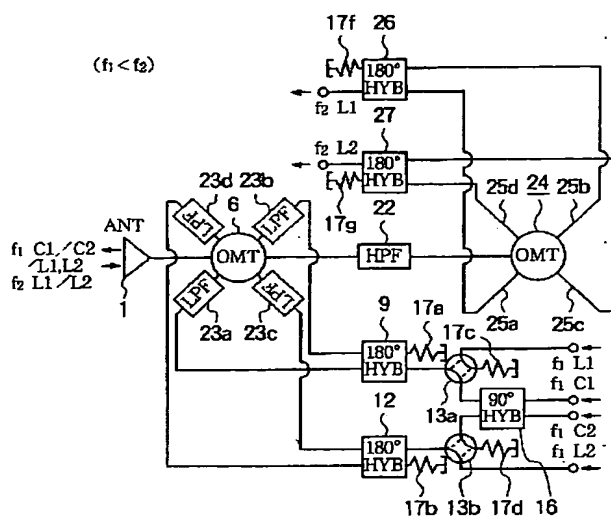 17f
26
(f₁ < f₂)
180°
HYB
f₂ L1
27
f₂ L2
180°
HYB
23d
23b
6
17g
22
25d
24
25b
LPF
LPF
ANT
f₁ C1／C2
／L1,L2
f₂ L1／L2
OMT
HPF
OMT
1
LPF
LPF
23a
23c
9
17a
17c
25a
25c
180°
HYB
f₁ L1
f₁ C1
13a
12
90°
HYB
180°
HYB
f₁ C2
f₁ L2
17b
13b
17d
16